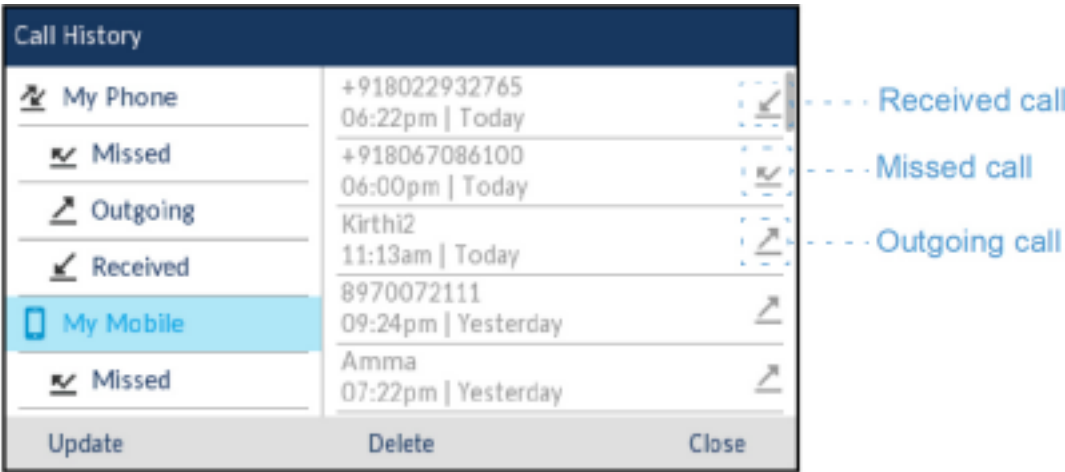 Call History
My Phone
Missed
Outgoing
Received
My Mobile
Missed
+918022932765
06:22pm | Today
+918067086100
06:00pm | Today
Kirthi2
11:13am | Today
8970072111
09:24pm | Yesterday
Amma
07:22pm | Yesterday
Received call
Missed call
Outgoing call
Update
Delete
Close